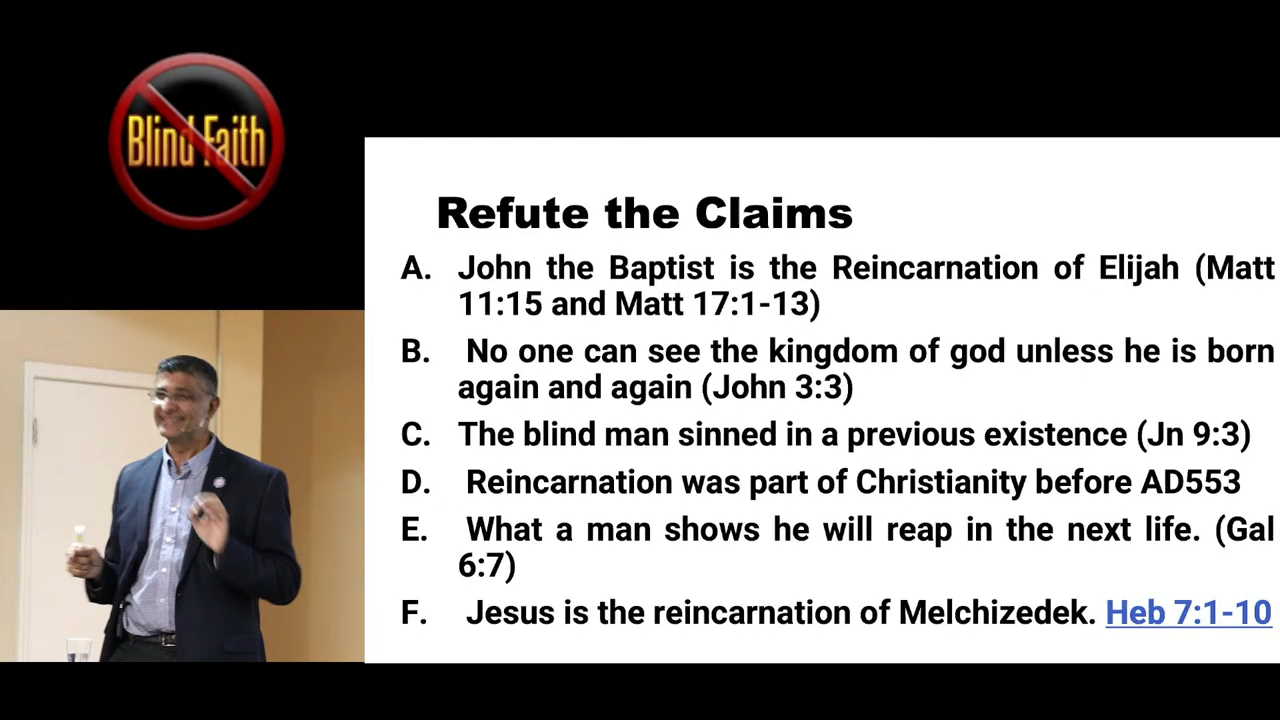 Blind Faith
Refute the Claims
A. John the Baptist is the Reincarnation of Elijah (Matt
11:15 and Matt 17:1-13)
B. No one can see the kingdom of god unless he is born
again and again (John 3:3)
C. The blind man sinned in a previous existence (Jn 9:3)
D. Reincarnation was part of Christianity before AD553
E. What a man shows he will reap in the next life. (Gal
6:7)
F. Jesus is the reincarnation of Melchizedek. Heb 7:1-10